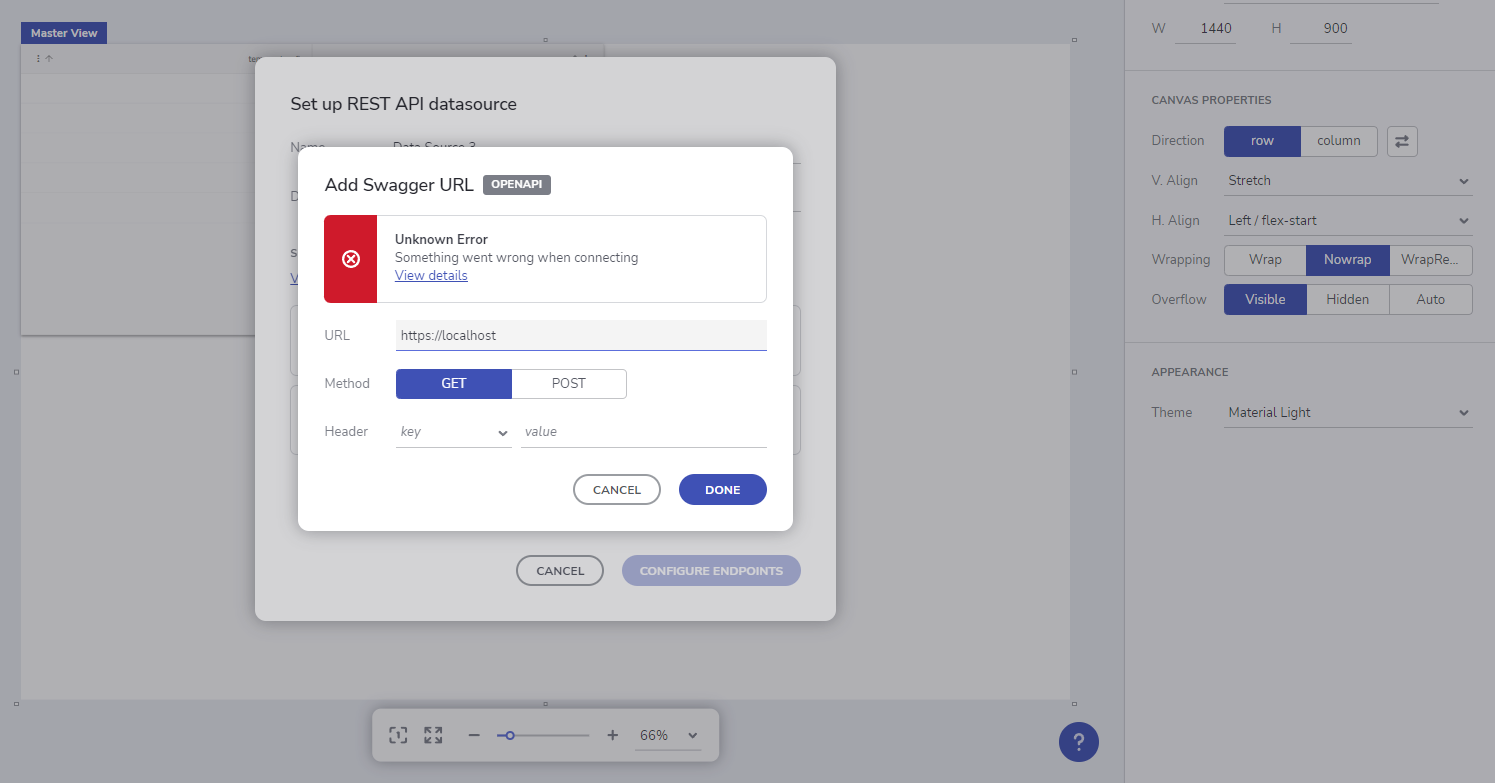 Master View
W 1440 H 900
CANVAS PROPERTIES
Direction row column
V. Align Stretch
H. Align Left / flex-start
Wrapping Wrap Nowrap WrapRe...
Overflow Visible Hidden Auto
APPEARANCE
Theme Material Light
Set up REST API datasource
Name Data Source 3
Add Swagger URL OPENAPI
Unknown Error
Something went wrong when connecting
View details
URL https://localhost
Method GET POST
Header key value
CANCEL DONE
CANCEL CONFIGURE ENDPOINTS
1 66%
?